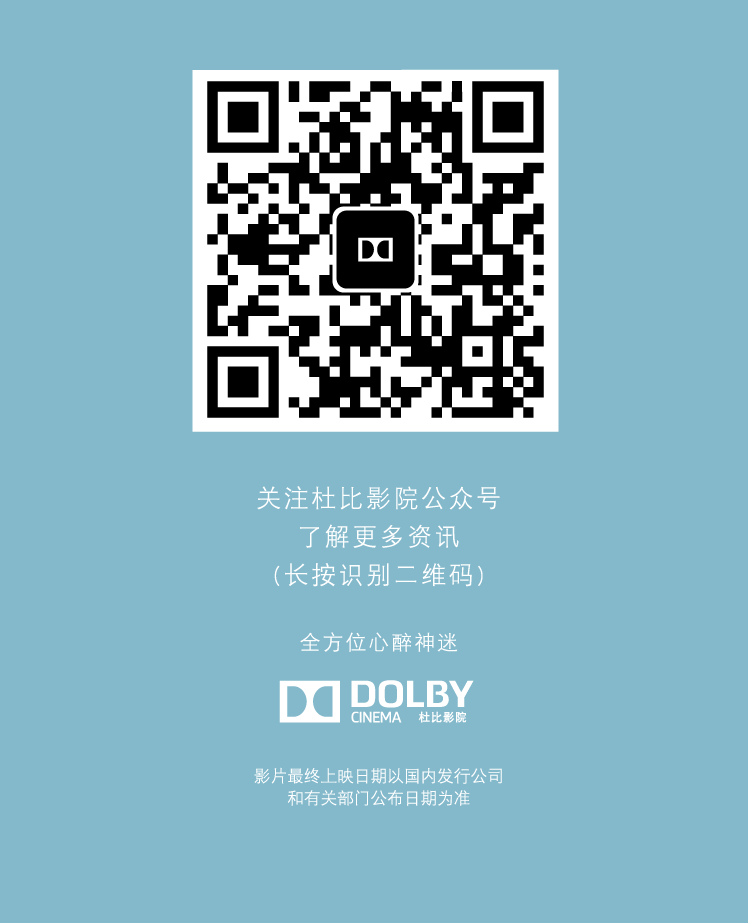 关注杜比影院公众号
了解更多资讯
(长按识别二维码)
全方位心醉神迷
DOLBY
CINEMA 杜比影院
影片最终上映日期以国内发行公司
和有关部门公布日期为准